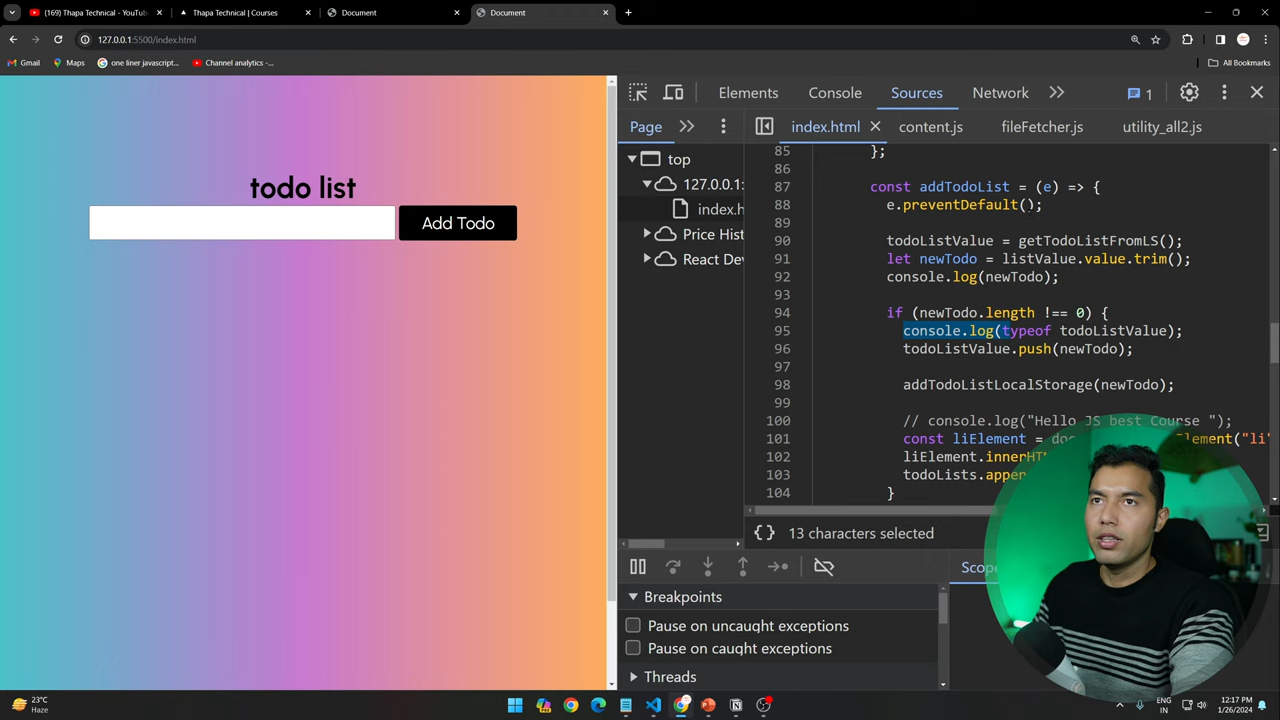 (169) Thapa Technical - YouTub
Thapa Technical | Courses
Document
Document
127.0.0.1:5500/index.html
Gmail
Maps
one liner javascript...
Channel analytics -...
All Bookmarks
todo list
Add Todo
Elements
Console
Sources
Network
1
Page
index.html
content.js
fileFetcher.js
utility_all2.js
top
127.0.0.1:
index.h
Price Hist
React Dev
85 };
86
87 const addTodoList = (e) => {
88 e.preventDefault();
89
90 todoListValue = getTodoListFromLS();
91 let newTodo = listValue.value.trim();
92 console.log(newTodo);
93
94 if (newTodo.length !== 0) {
95 console.log(typeof todoListValue);
96 todoListValue.push(newTodo);
97
98 addTodoListLocalStorage(newTodo);
99
100 // console.log("Hello JS best Course ");
101 const liElement = doc Element("li"
102 liElement.innerHT
103 todoLists.appen
104 }
{} 13 characters selected
Scope
Breakpoints
Pause on uncaught exceptions
Pause on caught exceptions
Threads
23°C
Haze
ENG
IN
12:17 PM
1/26/2024